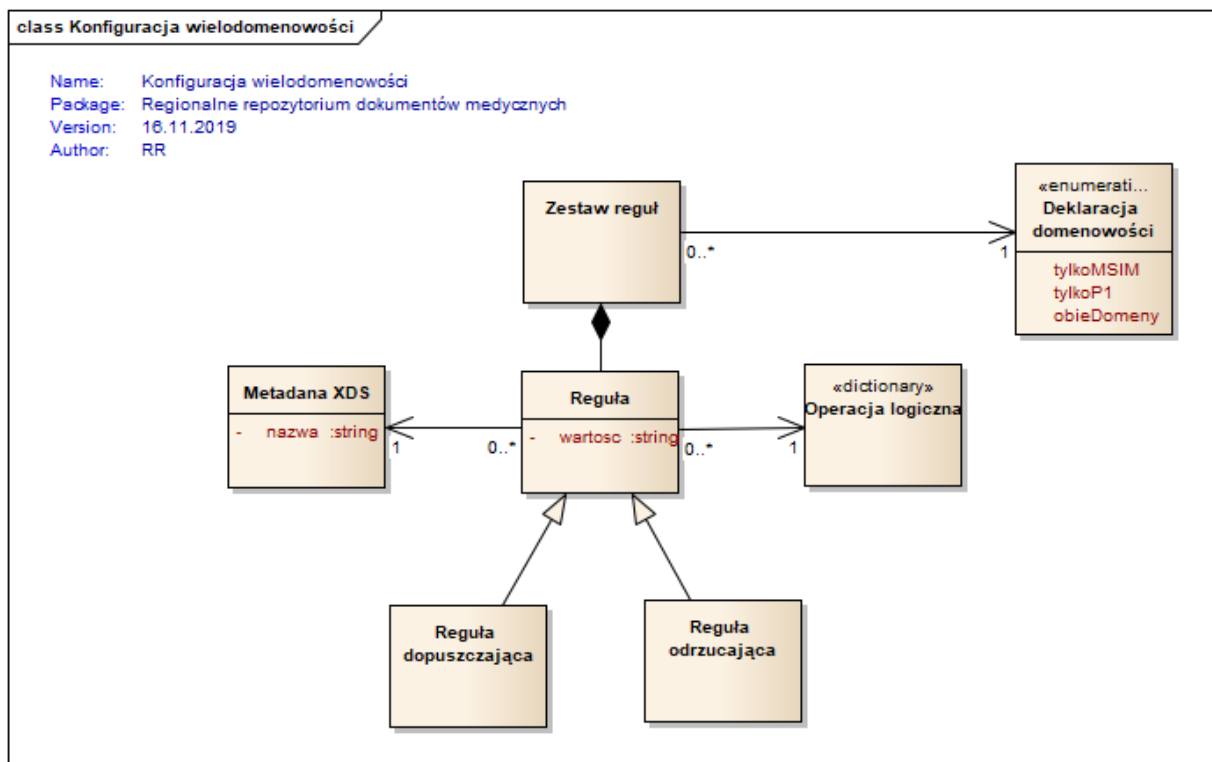 class Konfiguracja wielodomenowości
Name: Konfiguracja wielodomenowości
Package: Regionalne repozytorium dokumentów medycznych
Version: 16.11.2019
Author: RR
«enumerati...
Deklaracja
domenowości
tylkoMSIM
tylkoP1
obieDomeny
Zestaw reguł
0..*
1
Metadana XDS
- nazwa :string
1
0..*
Reguła
- wartosc :string
0..*
1
«dictionary»
Operacja logiczna
Reguła
dopuszczająca
Reguła
odrzucająca